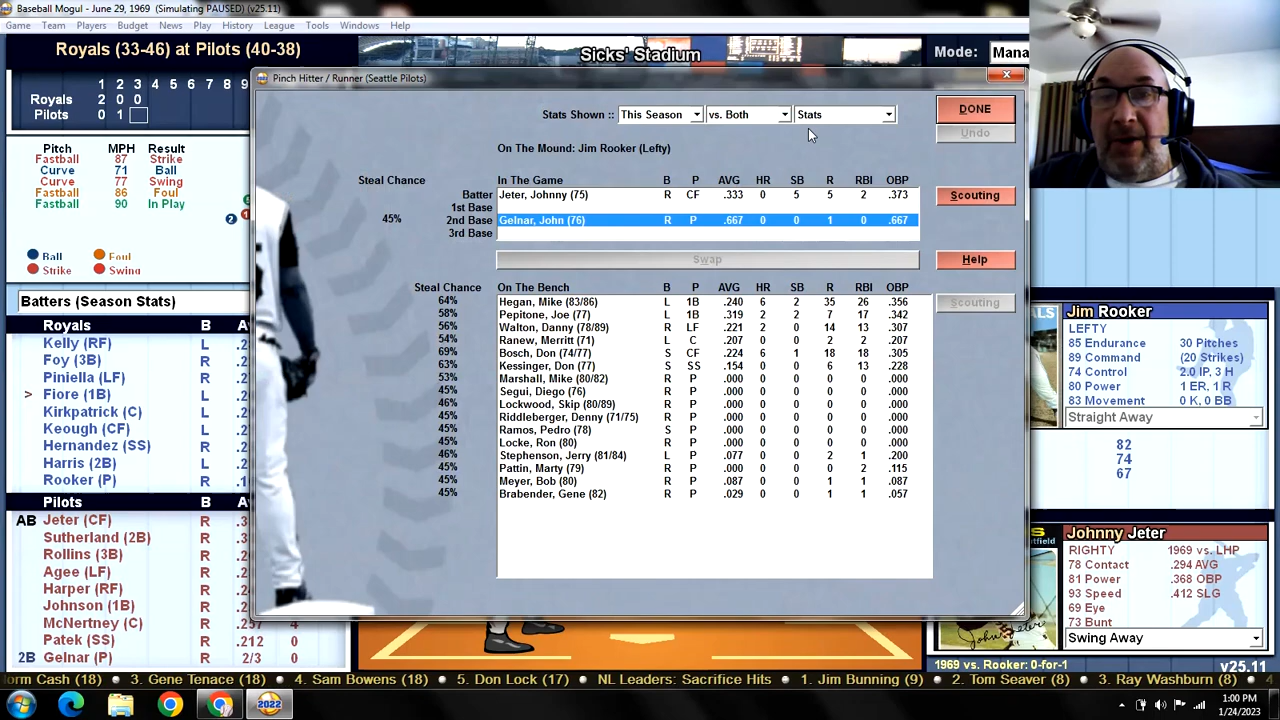 Baseball Mogul - June 29, 1969 (Simulating PAUSED) (v25.11)
Game Team Players Budget News Play History League Tools Windows Help
Royals (33-46) at Pilots (40-38)
Sicks' Stadium
Mode: Mana
1 2 3 4 5 6 7 8 9
Royals 2 0 0
Pilots 0 1
Pitch MPH Result
Fastball 87 Strike
Curve 71 Ball
Curve 77 Swing
Fastball 86 Foul
Fastball 90 In Play
Ball Foul
Strike Swing
Batters (Season Stats)
Royals B
Kelly (RF) R
Foy (3B) R
Piniella (LF) R
> Fiore (1B) L
Kirkpatrick (C) L
Keough (CF) L
Hernandez (SS) R
Harris (2B) L
Rooker (P) R
Pilots B
AB Jeter (CF) R
Sutherland (2B) R
Rollins (3B) R
Agee (LF) R
Harper (RF) R
Johnson (1B) R
McNertney (C) R .257 4
Patek (SS) R .212 0
2B Gelnar (P) R 2/3 0
Pinch Hitter / Runner (Seattle Pilots)
Stats Shown :: This Season vs. Both Stats
DONE
Undo
On The Mound: Jim Rooker (Lefty)
Steal Chance In The Game B P AVG HR SB R RBI OBP
Batter Jeter, Johnny (75) R CF .333 0 5 5 2 .373
1st Base
45% 2nd Base Gelnar, John (76) R P .667 0 0 1 0 .667
3rd Base
Scouting
Swap
Help
Steal Chance On The Bench B P AVG HR SB R RBI OBP
Scouting
64% Hegan, Mike (83/86) L 1B .240 6 2 35 26 .356
58% Pepitone, Joe (77) L 1B .319 2 2 7 17 .342
56% Walton, Danny (78/89) R LF .221 2 0 14 13 .307
54% Ranew, Merritt (71) L C .207 0 0 2 2 .207
69% Bosch, Don (74/77) S CF .224 6 1 18 18 .305
63% Kessinger, Don (77) S SS .154 0 0 6 13 .228
53% Marshall, Mike (80/82) R P .000 0 0 0 0 .000
45% Segui, Diego (76) R P .000 0 0 0 0 .000
46% Lockwood, Skip (80/89) R P .000 0 0 0 0 .000
45% Riddleberger, Denny (71/75) R P .000 0 0 0 0 .000
45% Ramos, Pedro (78) S P .000 0 0 0 0 .000
45% Locke, Ron (80) R P .000 0 0 0 0 .000
46% Stephenson, Jerry (81/84) L P .077 0 0 2 1 .200
45% Pattin, Marty (79) R P .000 0 0 0 2 .115
45% Meyer, Bob (80) R P .087 0 0 1 1 .087
45% Brabender, Gene (82) R P .029 0 0 1 1 .057
Jim Rooker
LEFTY
85 Endurance 30 Pitches
89 Command (20 Strikes)
74 Control 2.0 IP, 3 H
80 Power 1 ER, 1 R
83 Movement 0 K, 0 BB
Straight Away
82
74
67
Johnny Jeter
RIGHTY 1969 vs. LHP
78 Contact .294 AVG
81 Power .368 OBP
93 Speed .412 SLG
69 Eye
73 Bunt
Swing Away
1969 vs. Rooker: 0-for-1
v25.11
orm Cash (18) 3. Gene Tenace (18) 4. Sam Bowens (18) 5. Don Lock (17) NL Leaders: Sacrifice Hits 1. Jim Bunning (9) 2. Tom Seaver (8) 3. Ray Washburn (8) 4
2022
1:00 PM
1/24/2023